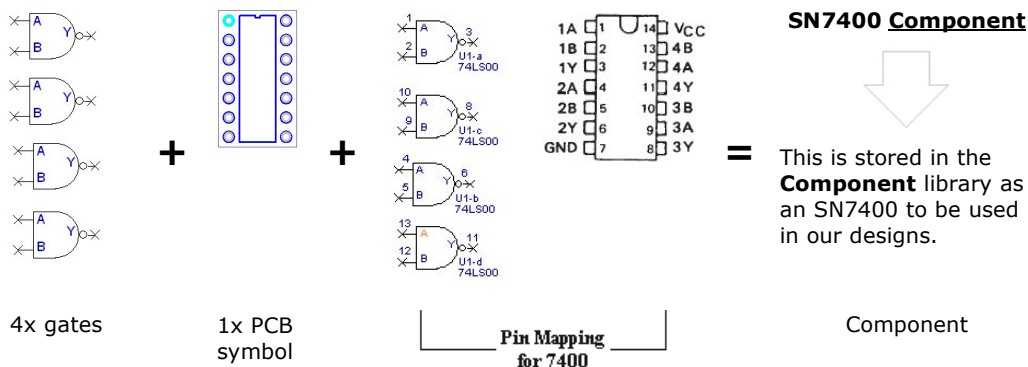 A
Y
B
A
Y
B
A
Y
B
A
Y
B
4x gates
+
1x PCB
symbol
+
1
A
3
Y
2
B
U1-a
74LS00
10
A
8
Y
9
B
U1-c
74LS00
4
A
6
Y
5
B
U1-b
74LS00
13
A
11
Y
12
B
U1-d
74LS00
1A 1 14 VCC
1B 2 13 4B
1Y 3 12 4A
2A 4 11 4Y
2B 5 10 3B
2Y 6 9 3A
GND 7 8 3Y
Pin Mapping
for 7400
=
SN7400 Component
This is stored in the
Component library as
an SN7400 to be used
in our designs.
Component